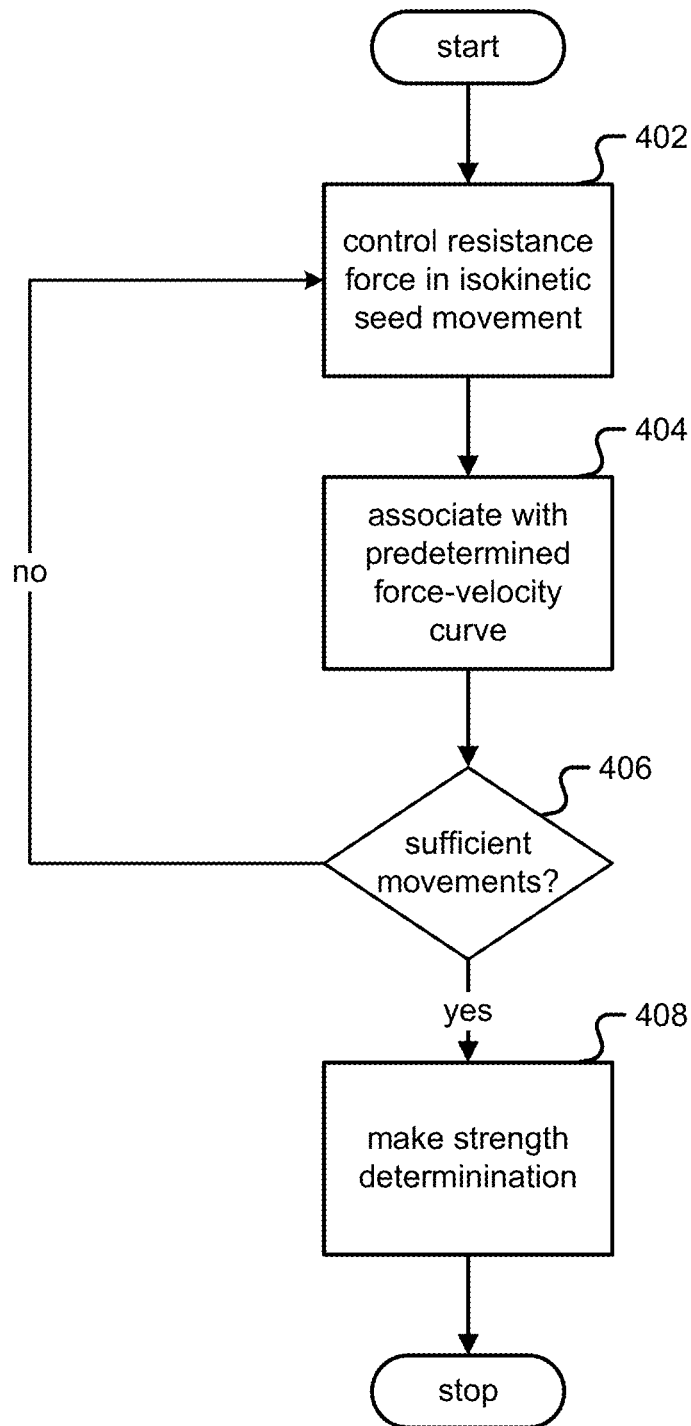 start
402
control resistance
force in isokinetic
seed movement
404
associate with
predetermined
force-velocity
curve
no
406
sufficient
movements?
yes
408
make strength
determinination
stop